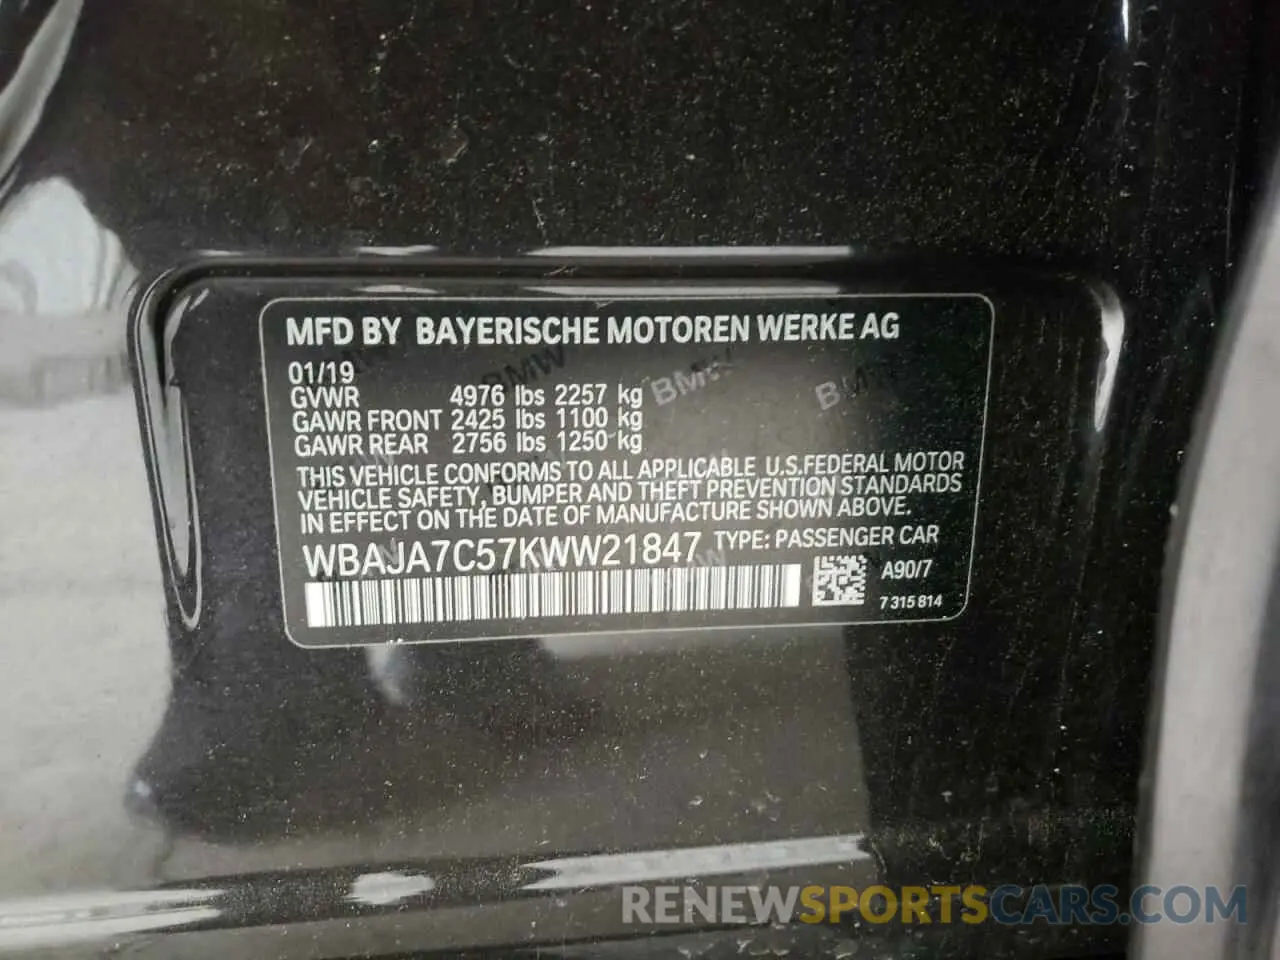 MFD BY BAYERISCHE MOTOREN WERKE AG
01/19
GVWR 4976 lbs 2257 kg
GAWR FRONT 2425 lbs 1100 kg
GAWR REAR 2756 lbs 1250 kg
THIS VEHICLE CONFORMS TO ALL APPLICABLE U.S.FEDERAL MOTOR
VEHICLE SAFETY, BUMPER AND THEFT PREVENTION STANDARDS
IN EFFECT ON THE DATE OF MANUFACTURE SHOWN ABOVE.
WBAJA7C57KWW21847 TYPE: PASSENGER CAR
A90/7
7 315 814
BMW BMW BMW
RENEWSPORTSCARS.COM